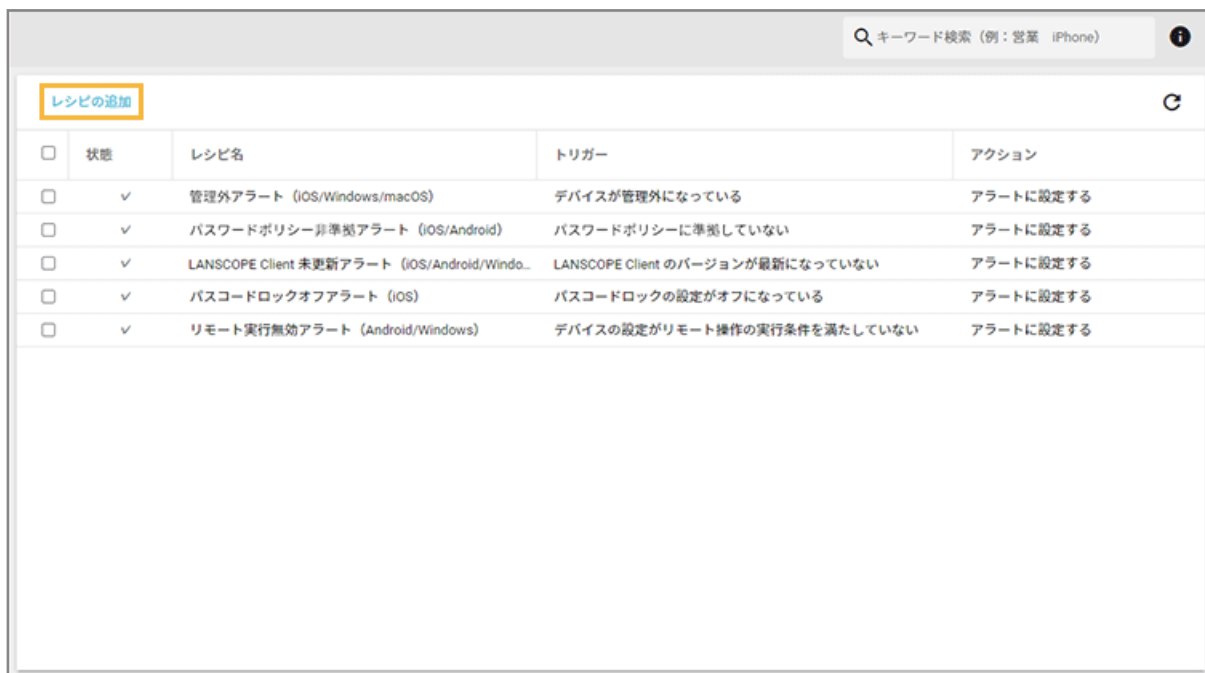 キーワード検索（例：営業　iPhone）
レシピの追加
状態 レシピ名 トリガー アクション
管理外アラート（iOS/Windows/macOS） デバイスが管理外になっている アラートに設定する
パスワードポリシー非準拠アラート（iOS/Android） パスワードポリシーに準拠していない アラートに設定する
LANSCOPE Client 未更新アラート（iOS/Android/Windo... LANSCOPE Client のバージョンが最新になっていない アラートに設定する
パスコードロックオフアラート（iOS） パスコードロックの設定がオフになっている アラートに設定する
リモート実行無効アラート（Android/Windows） デバイスの設定がリモート操作の実行条件を満たしていない アラートに設定する